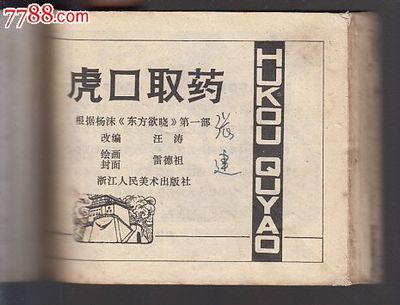 7788.com
虎口取药
根据杨沫《东方欲晓》第一部
改编 汪涛
绘画
封面 雷德祖
浙江人民美术出版社
HUKOU QUYAO